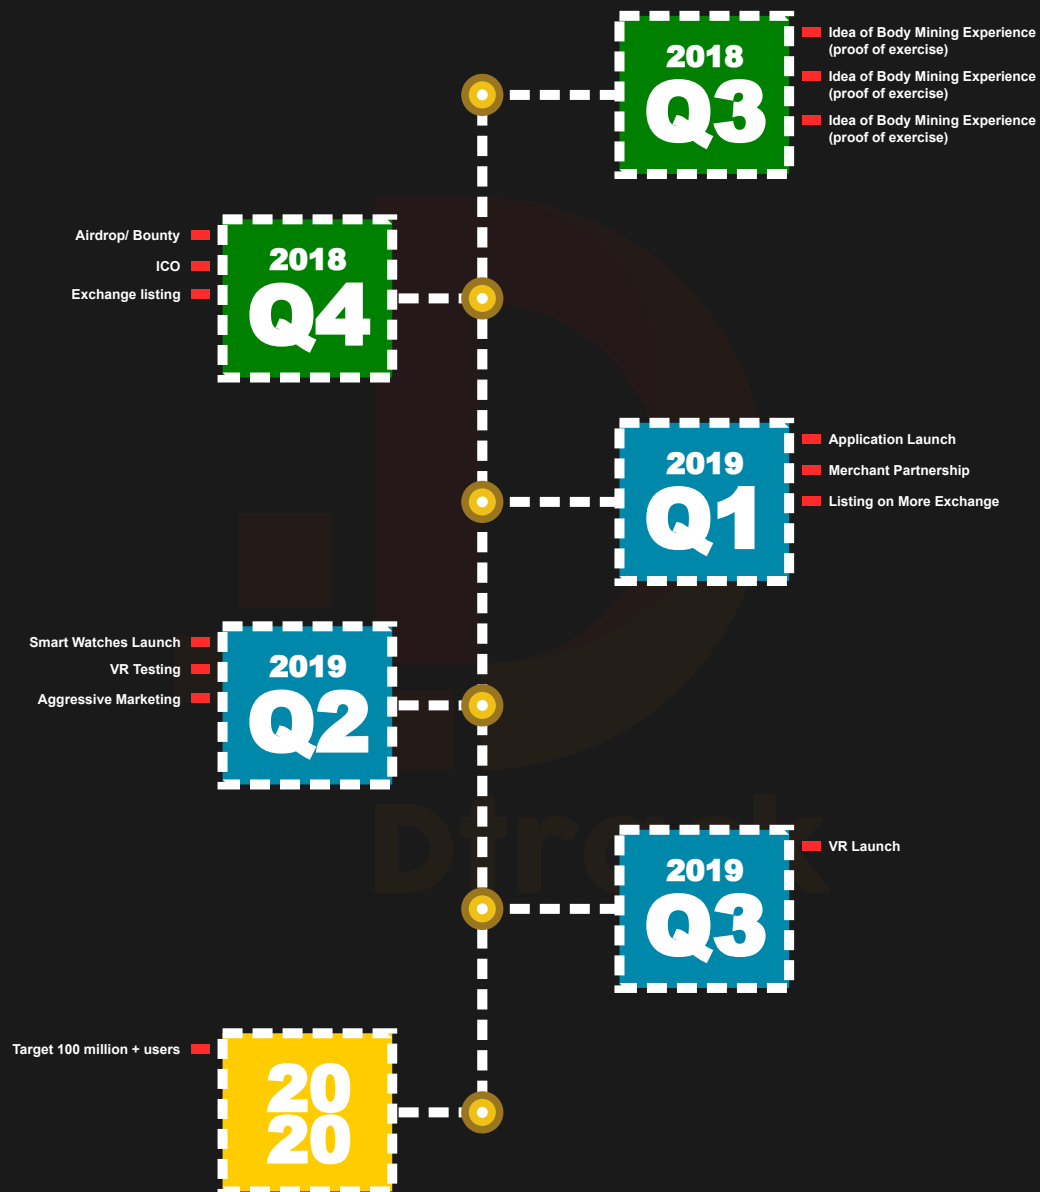 2018
Q3
Idea of Body Mining Experience
(proof of exercise)
Idea of Body Mining Experience
(proof of exercise)
Idea of Body Mining Experience
(proof of exercise)
Airdrop/ Bounty
ICO
Exchange listing
2018
Q4
2019
Q1
Application Launch
Merchant Partnership
Listing on More Exchange
Smart Watches Launch
VR Testing
Aggressive Marketing
2019
Q2
Dtrack
2019
Q3
VR Launch
Target 100 million + users
20
20